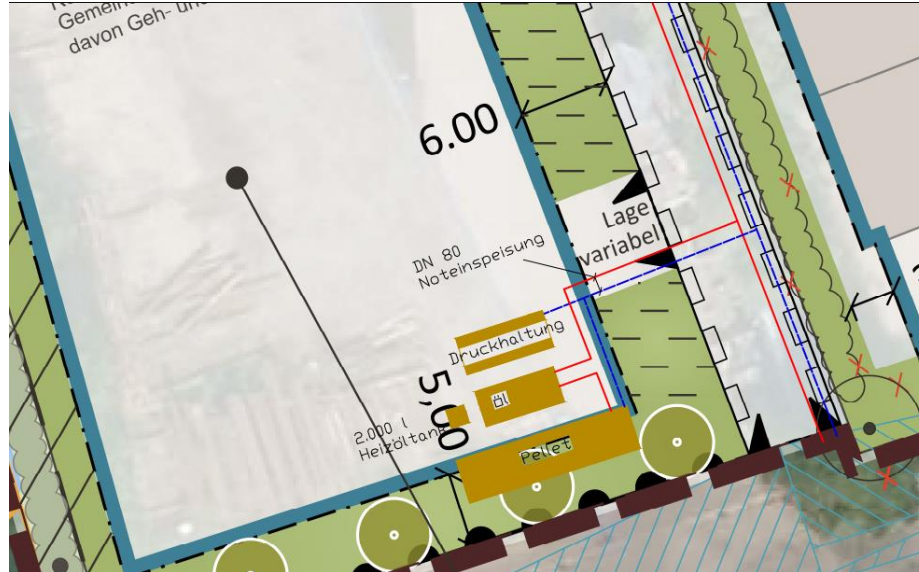 Gemein
davon Geh- un
6.00
Lage
variabel
DN 80
Noteinspeisung
Druckhaltung
5,00
Öl
2.000 l
Heizöltank
Pellet